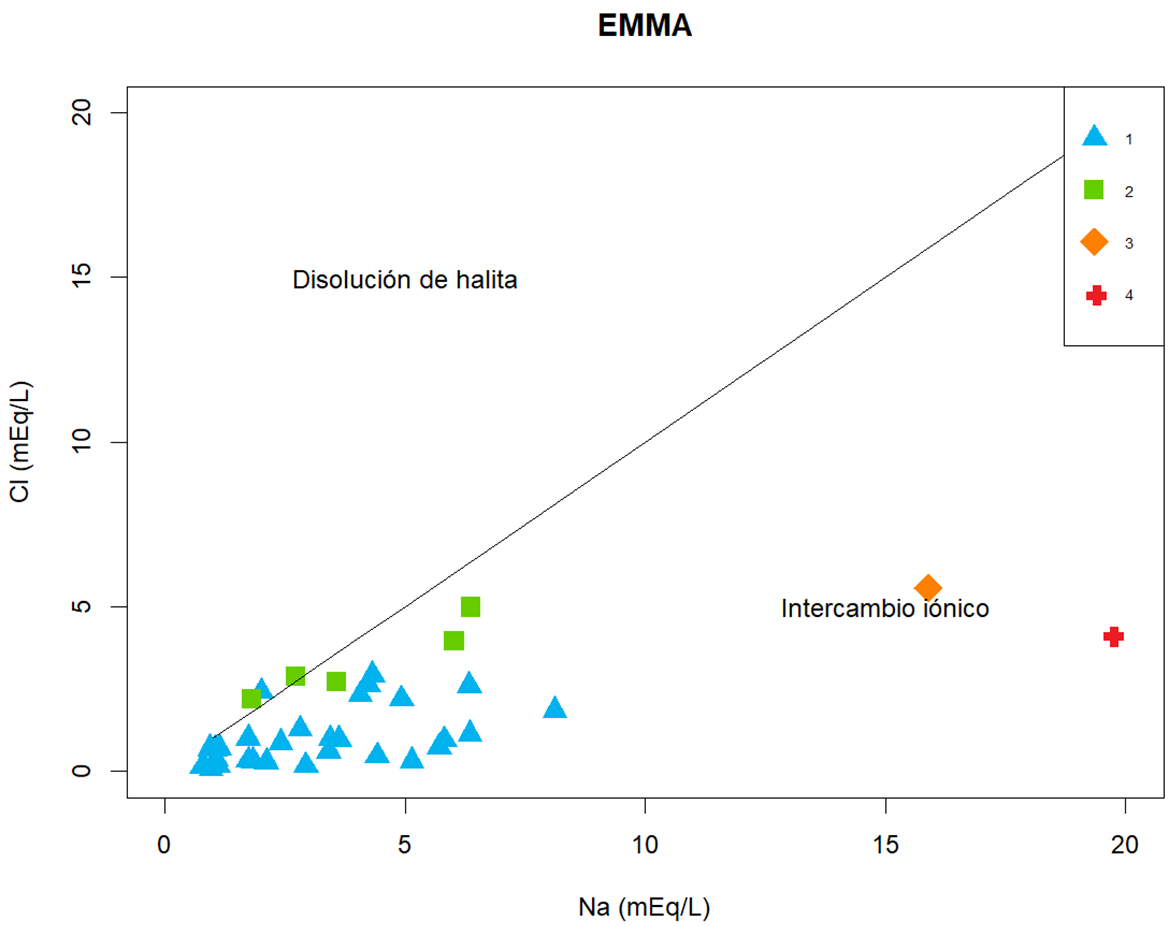 EMMA
20
15
10
5
0
Cl (mEq/L)
Disolución de halita
Intercambio iónico
1
2
3
4
0 5 10 15 20
Na (mEq/L)